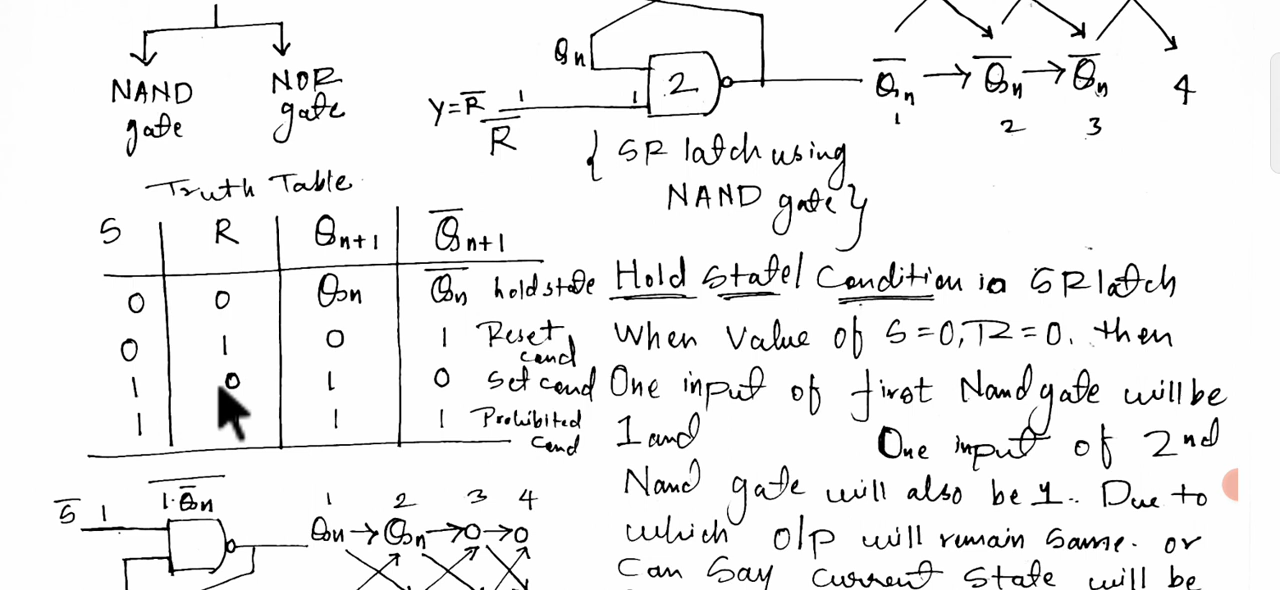 NAND gate
NOR gate
Qn
Y=R̅ 1 1
R̅
2
Q̅n → Q̅n → Q̅n 4
1 2 3
{ SR latch using
NAND gate }
Truth Table
S R Qn+1 Q̅n+1
0 0 Qn Q̅n hold state
0 1 0 1 Reset cond
1 0 1 0 Set cond
1 1 1 Prohibited cond
Hold State/ Condition in SR latch
When Value of S=0, R=0. then
One input of first Nand gate will be
1 and One input of 2nd
Nand gate will also be 1. Due to
which o/p will remain Same. or
Can Say Current State will be
S̅ 1 1·Q̅n
1 2 3 4
Qn → Qn → 0 → 0